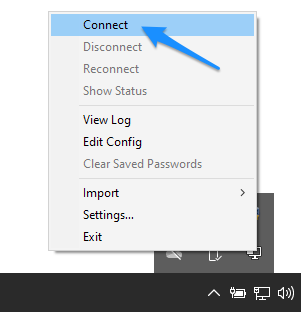 Connect
Disconnect
Reconnect
Show Status
View Log
Edit Config
Clear Saved Passwords
Import
Settings...
Exit